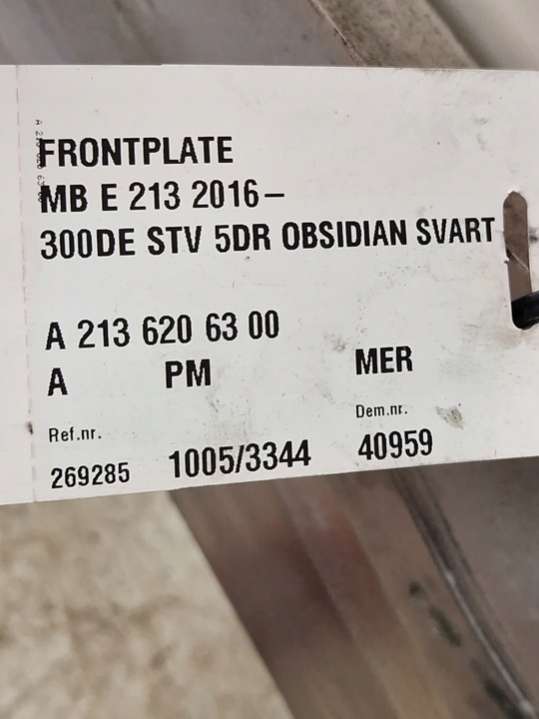 FRONTPLATE
MB E 213 2016–
300DE STV 5DR OBSIDIAN SVART
A 213 620 63 00
A PM MER
Ref.nr. Dem.nr.
269285 1005/3344 40959